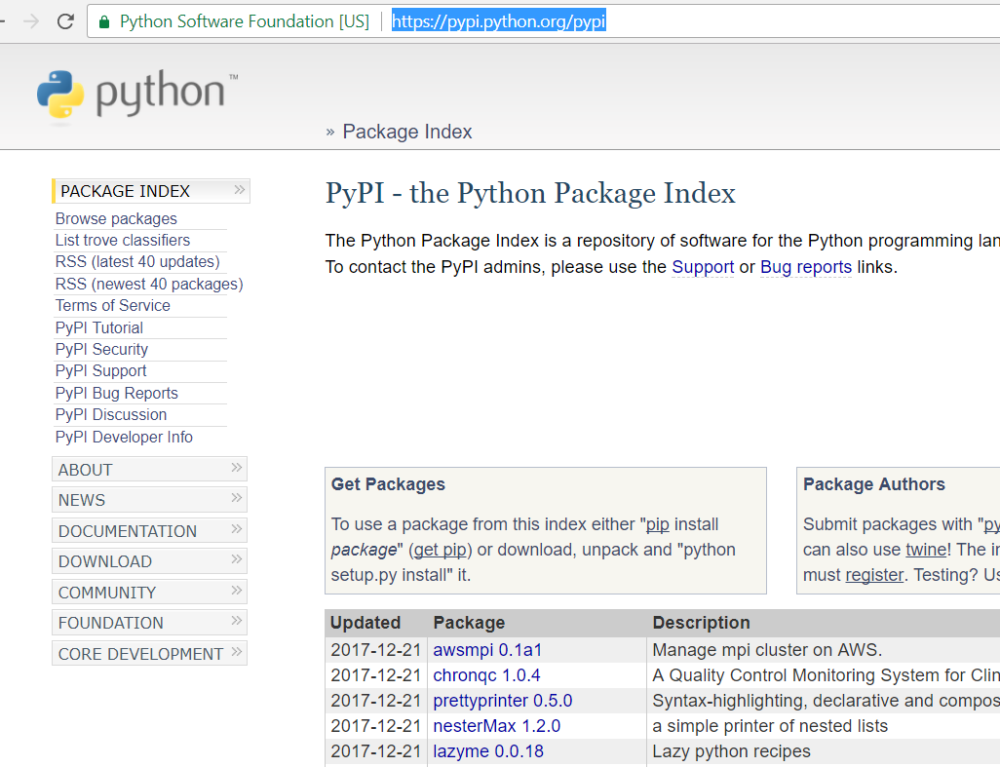 Python Software Foundation [US] | https://pypi.python.org/pypi
python™
» Package Index
PACKAGE INDEX »
Browse packages
List trove classifiers
RSS (latest 40 updates)
RSS (newest 40 packages)
Terms of Service
PyPI Tutorial
PyPI Security
PyPI Support
PyPI Bug Reports
PyPI Discussion
PyPI Developer Info
ABOUT »
NEWS »
DOCUMENTATION »
DOWNLOAD »
COMMUNITY »
FOUNDATION »
CORE DEVELOPMENT »
PyPI - the Python Package Index
The Python Package Index is a repository of software for the Python programming lan
To contact the PyPI admins, please use the Support or Bug reports links.
Get Packages
To use a package from this index either "pip install
package" (get pip) or download, unpack and "python
setup.py install" it.
Package Authors
Submit packages with "py
can also use twine! The in
must register. Testing? Us
Updated Package Description
2017-12-21 awsmpi 0.1a1 Manage mpi cluster on AWS.
2017-12-21 chronqc 1.0.4 A Quality Control Monitoring System for Clin
2017-12-21 prettyprinter 0.5.0 Syntax-highlighting, declarative and compos
2017-12-21 nesterMax 1.2.0 a simple printer of nested lists
2017-12-21 lazyme 0.0.18 Lazy python recipes